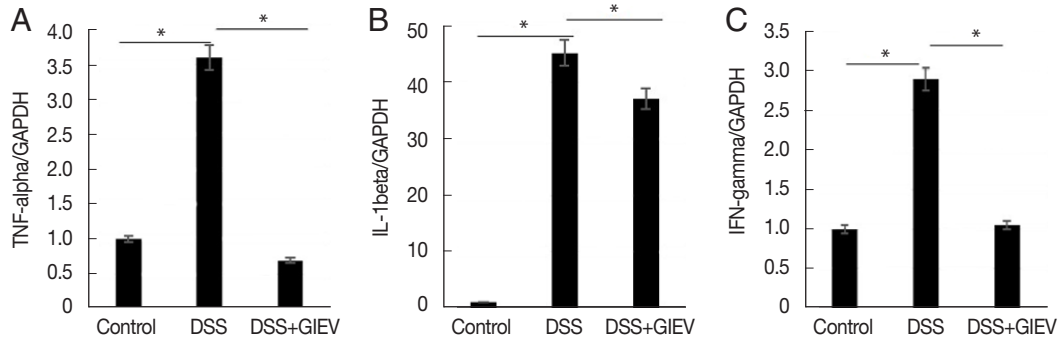 A
TNF-alpha/GAPDH
4.0
3.5
3.0
2.5
2.0
1.5
1.0
0.5
0
*
*
Control
DSS
DSS+GIEV
B
IL-1beta/GAPDH
50
40
30
20
10
0
*
*
Control
DSS
DSS+GIEV
C
IFN-gamma/GAPDH
3.5
3.0
2.5
2.0
1.5
1.0
0.5
0
*
*
Control
DSS
DSS+GIEV